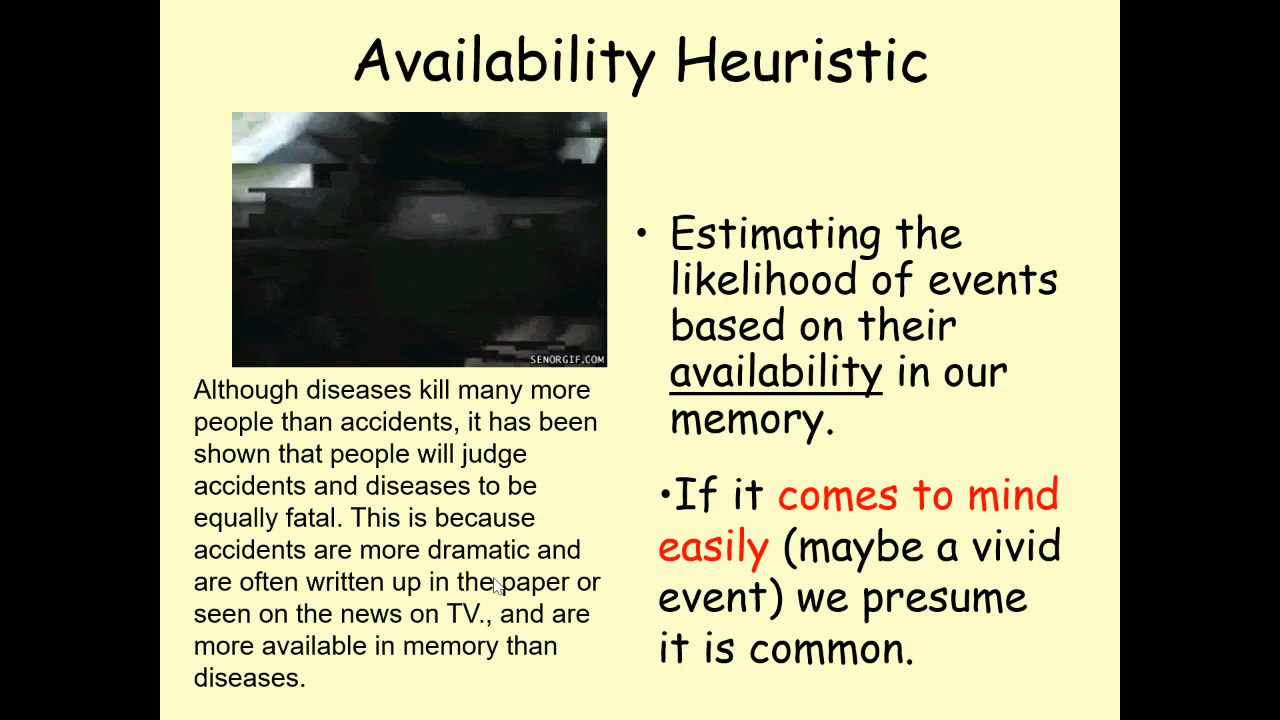 Availability Heuristic
SENORGIF.COM
Although diseases kill many more
people than accidents, it has been
shown that people will judge
accidents and diseases to be
equally fatal. This is because
accidents are more dramatic and
are often written up in the paper or
seen on the news on TV., and are
more available in memory than
diseases.
• Estimating the
likelihood of events
based on their
availability in our
memory.
•If it comes to mind
easily (maybe a vivid
event) we presume
it is common.